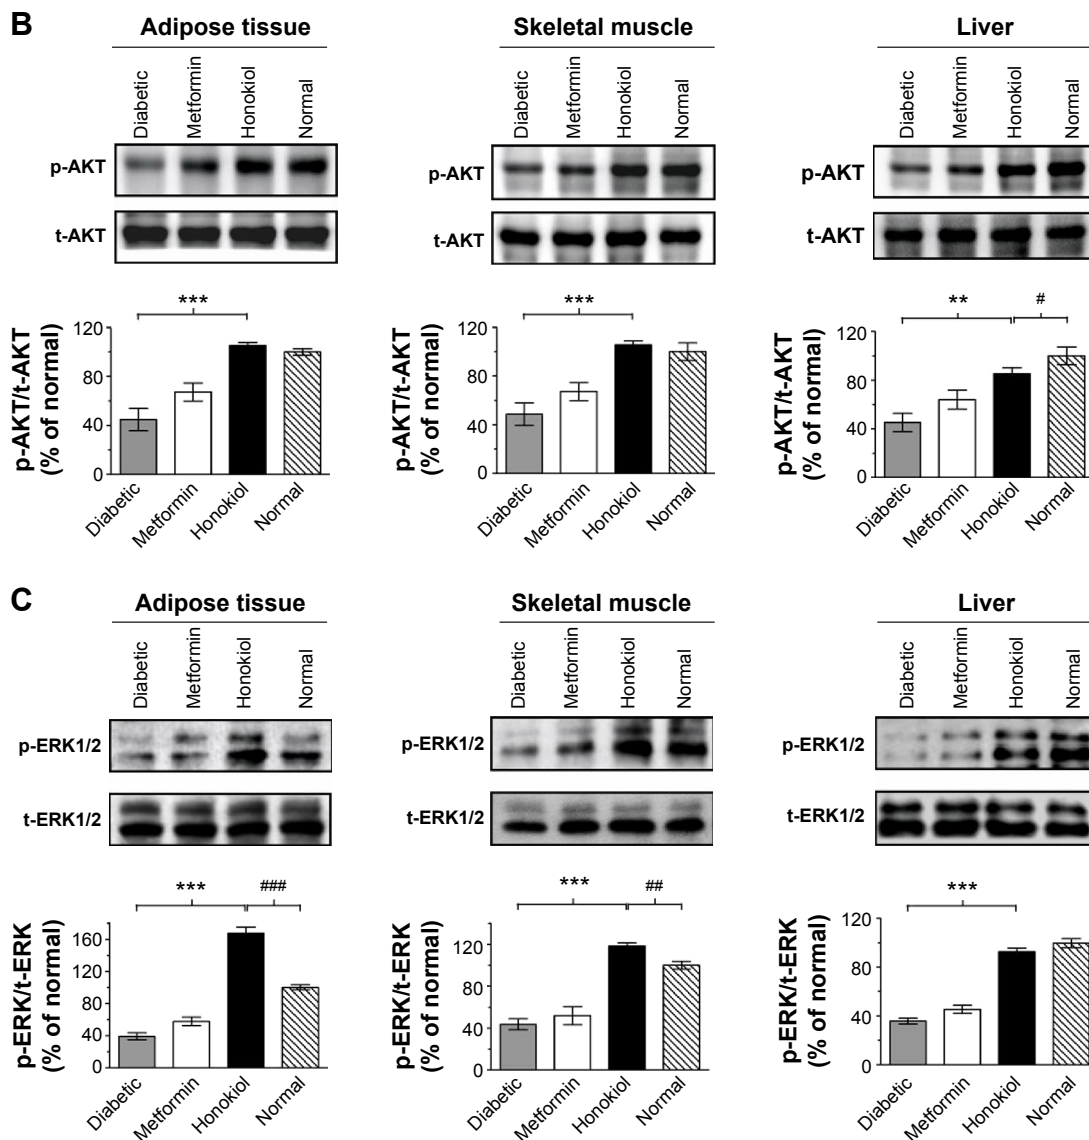 B
Adipose tissue
Skeletal muscle
Liver
Diabetic
Metformin
Honokiol
Normal
Diabetic
Metformin
Honokiol
Normal
Diabetic
Metformin
Honokiol
Normal
p-AKT
p-AKT
p-AKT
t-AKT
t-AKT
t-AKT
p-AKT/t-AKT
(% of normal)
***
120
80
40
0
Diabetic
Metformin
Honokiol
Normal
p-AKT/t-AKT
(% of normal)
***
120
80
40
0
Diabetic
Metformin
Honokiol
Normal
p-AKT/t-AKT
(% of normal)
**
#
120
80
40
0
Diabetic
Metformin
Honokiol
Normal
C
Adipose tissue
Skeletal muscle
Liver
Diabetic
Metformin
Honokiol
Normal
Diabetic
Metformin
Honokiol
Normal
Diabetic
Metformin
Honokiol
Normal
p-ERK1/2
p-ERK1/2
p-ERK1/2
t-ERK1/2
t-ERK1/2
t-ERK1/2
p-ERK/t-ERK
(% of normal)
***
###
160
120
80
40
0
Diabetic
Metformin
Honokiol
Normal
p-ERK/t-ERK
(% of normal)
***
##
120
80
40
0
Diabetic
Metformin
Honokiol
Normal
p-ERK/t-ERK
(% of normal)
***
120
80
40
0
Diabetic
Metformin
Honokiol
Normal